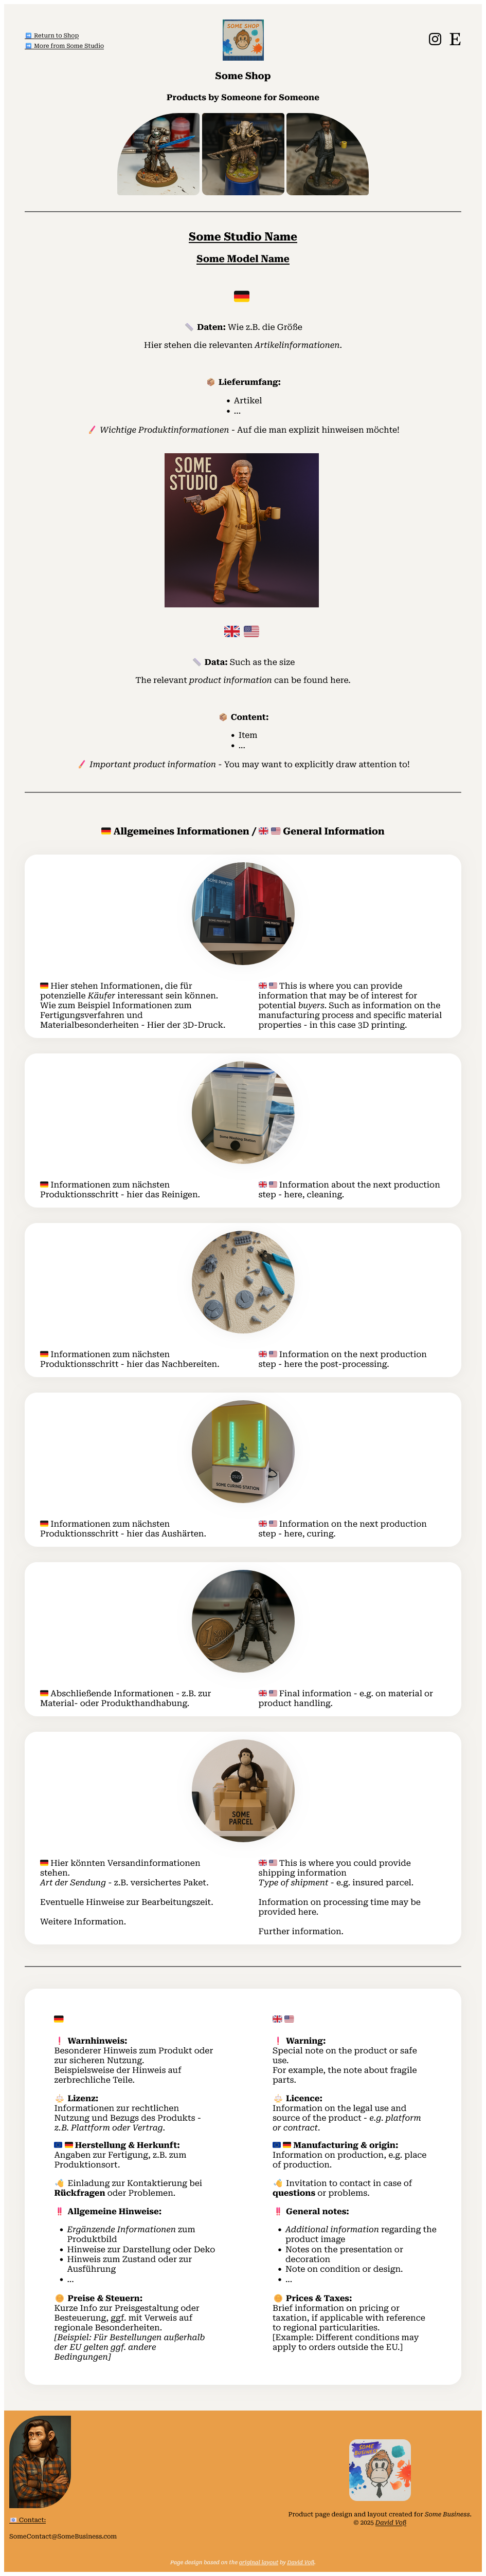 Return to Shop
More from Some Studio
SOME SHOP
Some Shop
Products by Someone for Someone
Some Studio Name
Some Model Name
Daten: Wie z.B. die Größe
Hier stehen die relevanten Artikelinformationen.
Lieferumfang:
• Artikel
• ...
Wichtige Produktinformationen - Auf die man explizit hinweisen möchte!
SOME
STUDIO
Data: Such as the size
The relevant product information can be found here.
Content:
• Item
• ...
Important product information - You may want to explicitly draw attention to!
Allgemeines Informationen / General Information
Hier stehen Informationen, die für
potenzielle Käufer interessant sein können.
Wie zum Beispiel Informationen zum
Fertigungsverfahren und
Materialbesonderheiten - Hier der 3D-Druck.
This is where you can provide
information that may be of interest for
potential buyers. Such as information on the
manufacturing process and specific material
properties - in this case 3D printing.
Informationen zum nächsten
Produktionsschritt - hier das Reinigen.
Information about the next production
step - here, cleaning.
Informationen zum nächsten
Produktionsschritt - hier das Nachbereiten.
Information on the next production
step - here the post-processing.
SOME CURING STATION
Informationen zum nächsten
Produktionsschritt - hier das Aushärten.
Information on the next production
step - here, curing.
Abschließende Informationen - z.B. zur
Material- oder Produkthandhabung.
Final information - e.g. on material or
product handling.
SOME
PARCEL
Hier könnten Versandinformationen
stehen.
Art der Sendung - z.B. versichertes Paket.
Eventuelle Hinweise zur Bearbeitungszeit.
Weitere Information.
This is where you could provide
shipping information
Type of shipment - e.g. insured parcel.
Information on processing time may be
provided here.
Further information.
Warnhinweis:
Besonderer Hinweis zum Produkt oder
zur sicheren Nutzung.
Beispielsweise der Hinweis auf
zerbrechliche Teile.
Lizenz:
Informationen zur rechtlichen
Nutzung und Bezugs des Produkts -
z.B. Plattform oder Vertrag.
Herstellung & Herkunft:
Angaben zur Fertigung, z.B. zum
Produktionsort.
Einladung zur Kontaktierung bei
Rückfragen oder Problemen.
Allgemeine Hinweise:
• Ergänzende Informationen zum
Produktbild
• Hinweise zur Darstellung oder Deko
• Hinweis zum Zustand oder zur
Ausführung
• ...
Preise & Steuern:
Kurze Info zur Preisgestaltung oder
Besteuerung, ggf. mit Verweis auf
regionale Besonderheiten.
[Beispiel: Für Bestellungen außerhalb
der EU gelten ggf. andere
Bedingungen]
Warning:
Special note on the product or safe
use.
For example, the note about fragile
parts.
Licence:
Information on the legal use and
source of the product - e.g. platform
or contract.
Manufacturing & origin:
Information on production, e.g. place
of production.
Invitation to contact in case of
questions or problems.
General notes:
• Additional information regarding the
product image
• Notes on the presentation or
decoration
• Note on condition or design.
• ...
Prices & Taxes:
Brief information on pricing or
taxation, if applicable with reference
to regional particularities.
[Example: Different conditions may
apply to orders outside the EU.]
Contact:
SomeContact@SomeBusiness.com
Product page design and layout created for Some Business.
© 2025 David Voß
Page design based on the original layout by David Voß